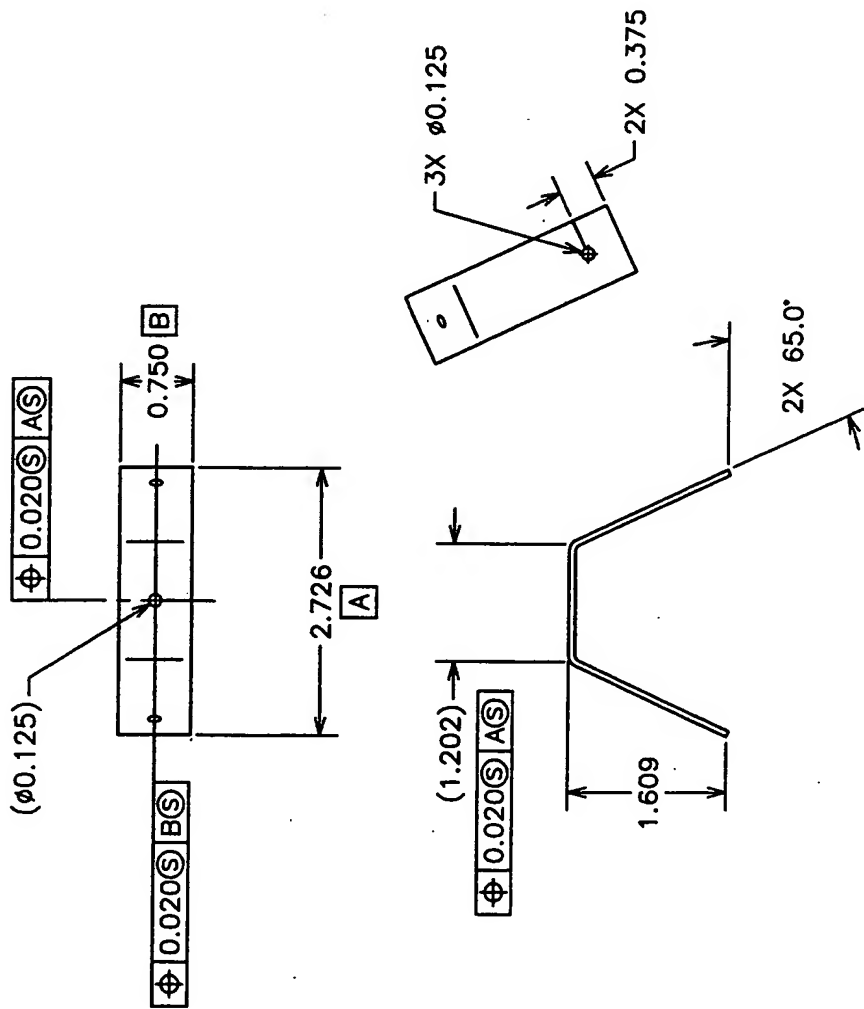 ⌖ 0.020Ⓢ AⓈ
(ø0.125)
0.750 B
⌖ 0.020Ⓢ BⓈ
2.726
A
3X ø0.125
2X 0.375
(1.202)
⌖ 0.020Ⓢ AⓈ
1.609
2X 65.0°